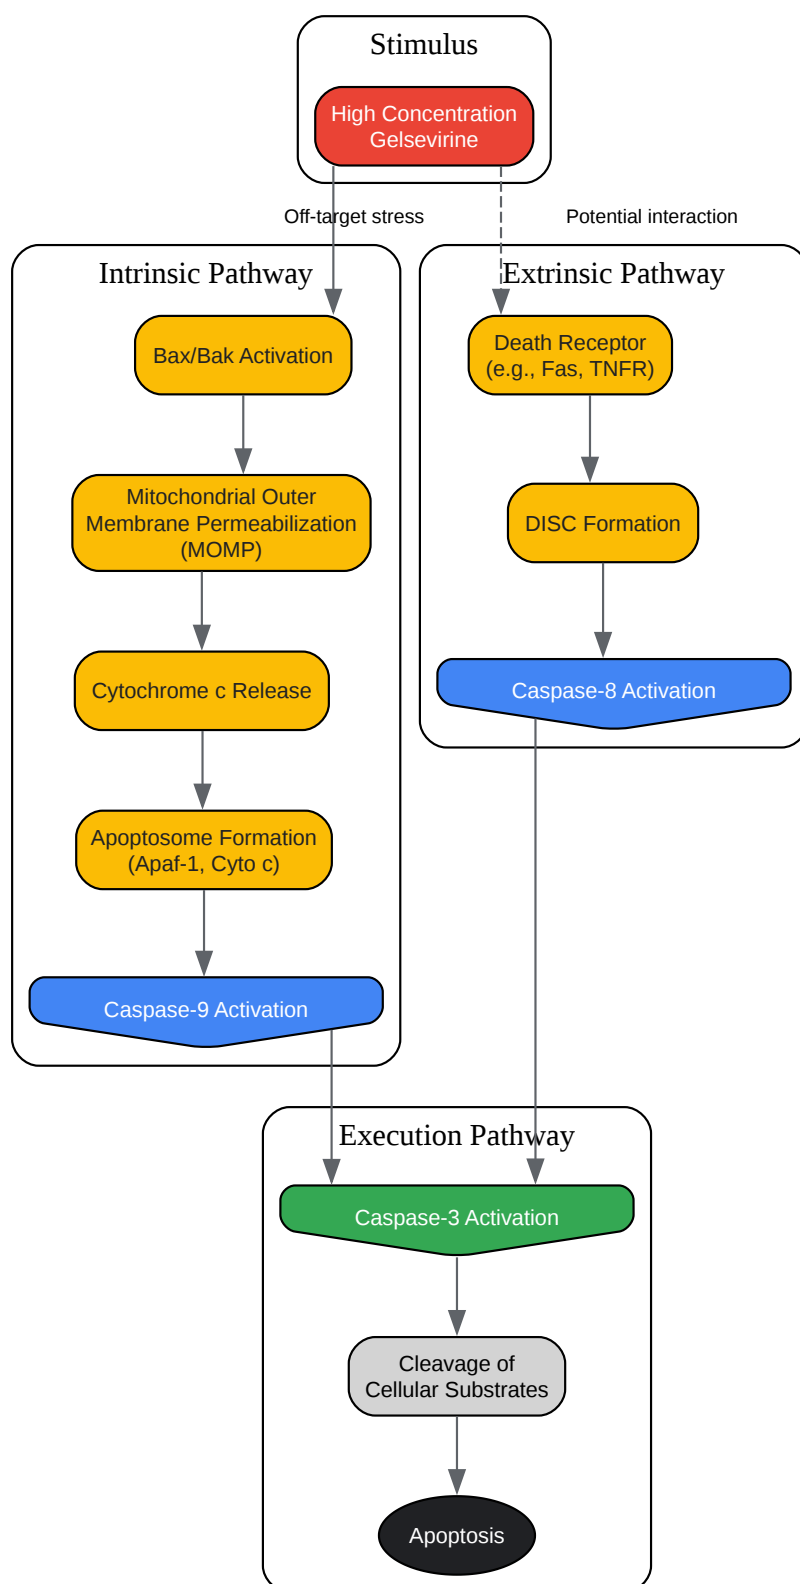 Stimulus
High Concentration
Gelsevirine
Off-target stress
Potential interaction
Intrinsic Pathway
Bax/Bak Activation
Mitochondrial Outer
Membrane Permeabilization
(MOMP)
Cytochrome c Release
Apoptosome Formation
(Apaf-1, Cyto c)
Caspase-9 Activation
Extrinsic Pathway
Death Receptor
(e.g., Fas, TNFR)
DISC Formation
Caspase-8 Activation
Execution Pathway
Caspase-3 Activation
Cleavage of
Cellular Substrates
Apoptosis